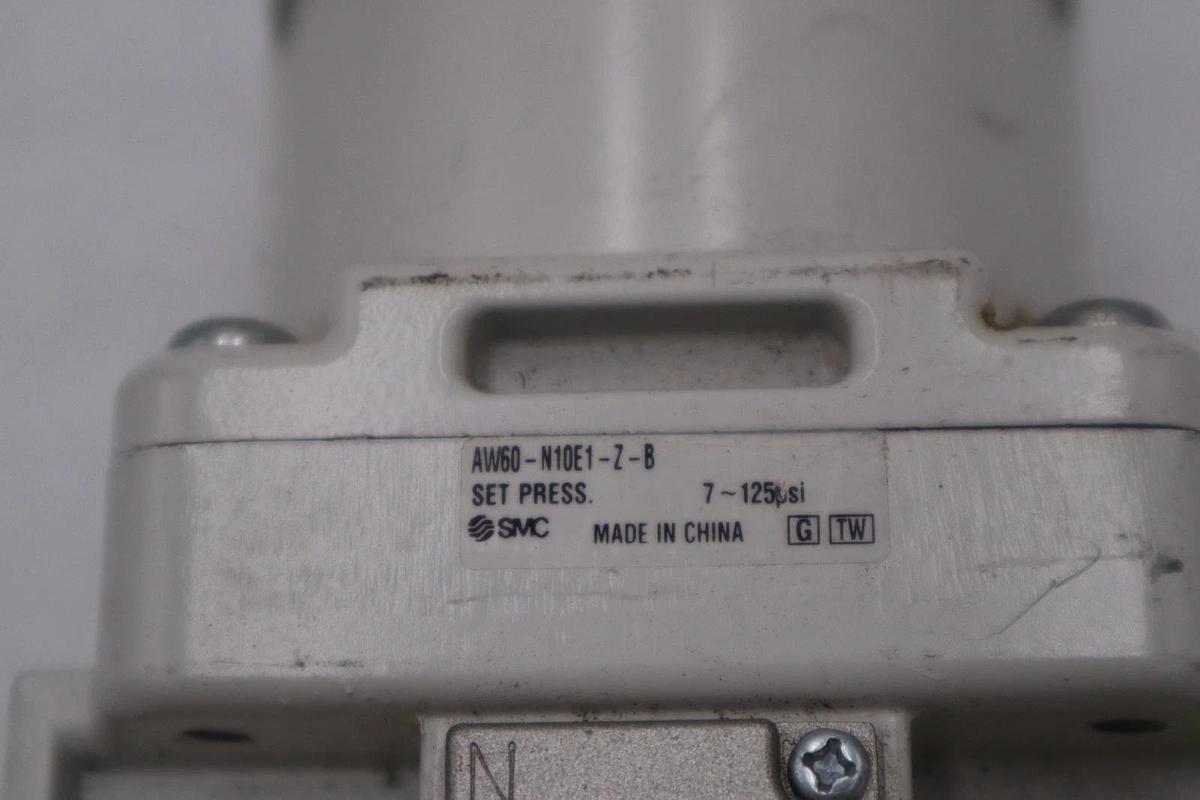 AW60-N10E1-Z-B
SET PRESS. 7~125psi
SMC MADE IN CHINA G TW
N